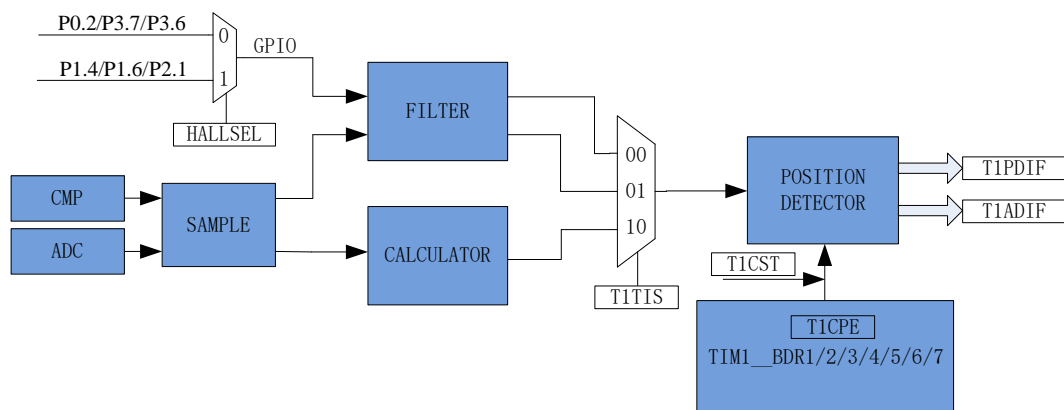 P0.2/P3.7/P3.6
0
GPIO
P1.4/P1.6/P2.1
1
HALLSEL
FILTER
00
01
10
CMP
ADC
SAMPLE
CALCULATOR
T1TIS
POSITION
DETECTOR
T1PDIF
T1ADIF
T1CST
T1CPE
TIM1__BDR1/2/3/4/5/6/7